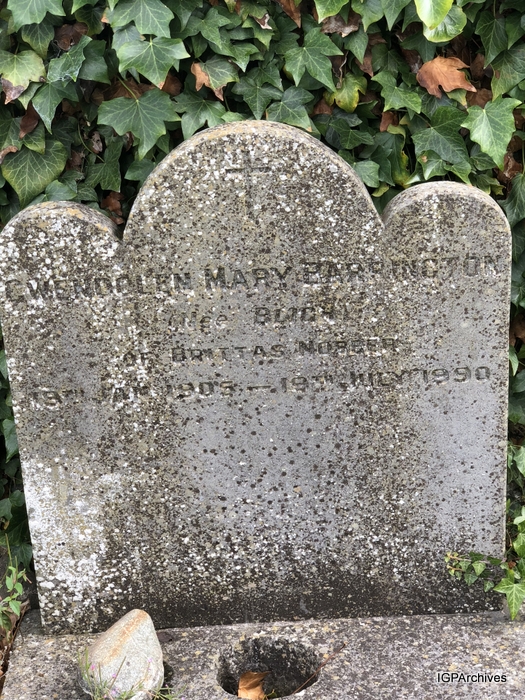 GWENDOLEN MARY BARRINGTON
(née BLIGH)
OF BRITTAS NOBBER
19TH JAN 1905 – 19TH JULY 1990
IGPArchives